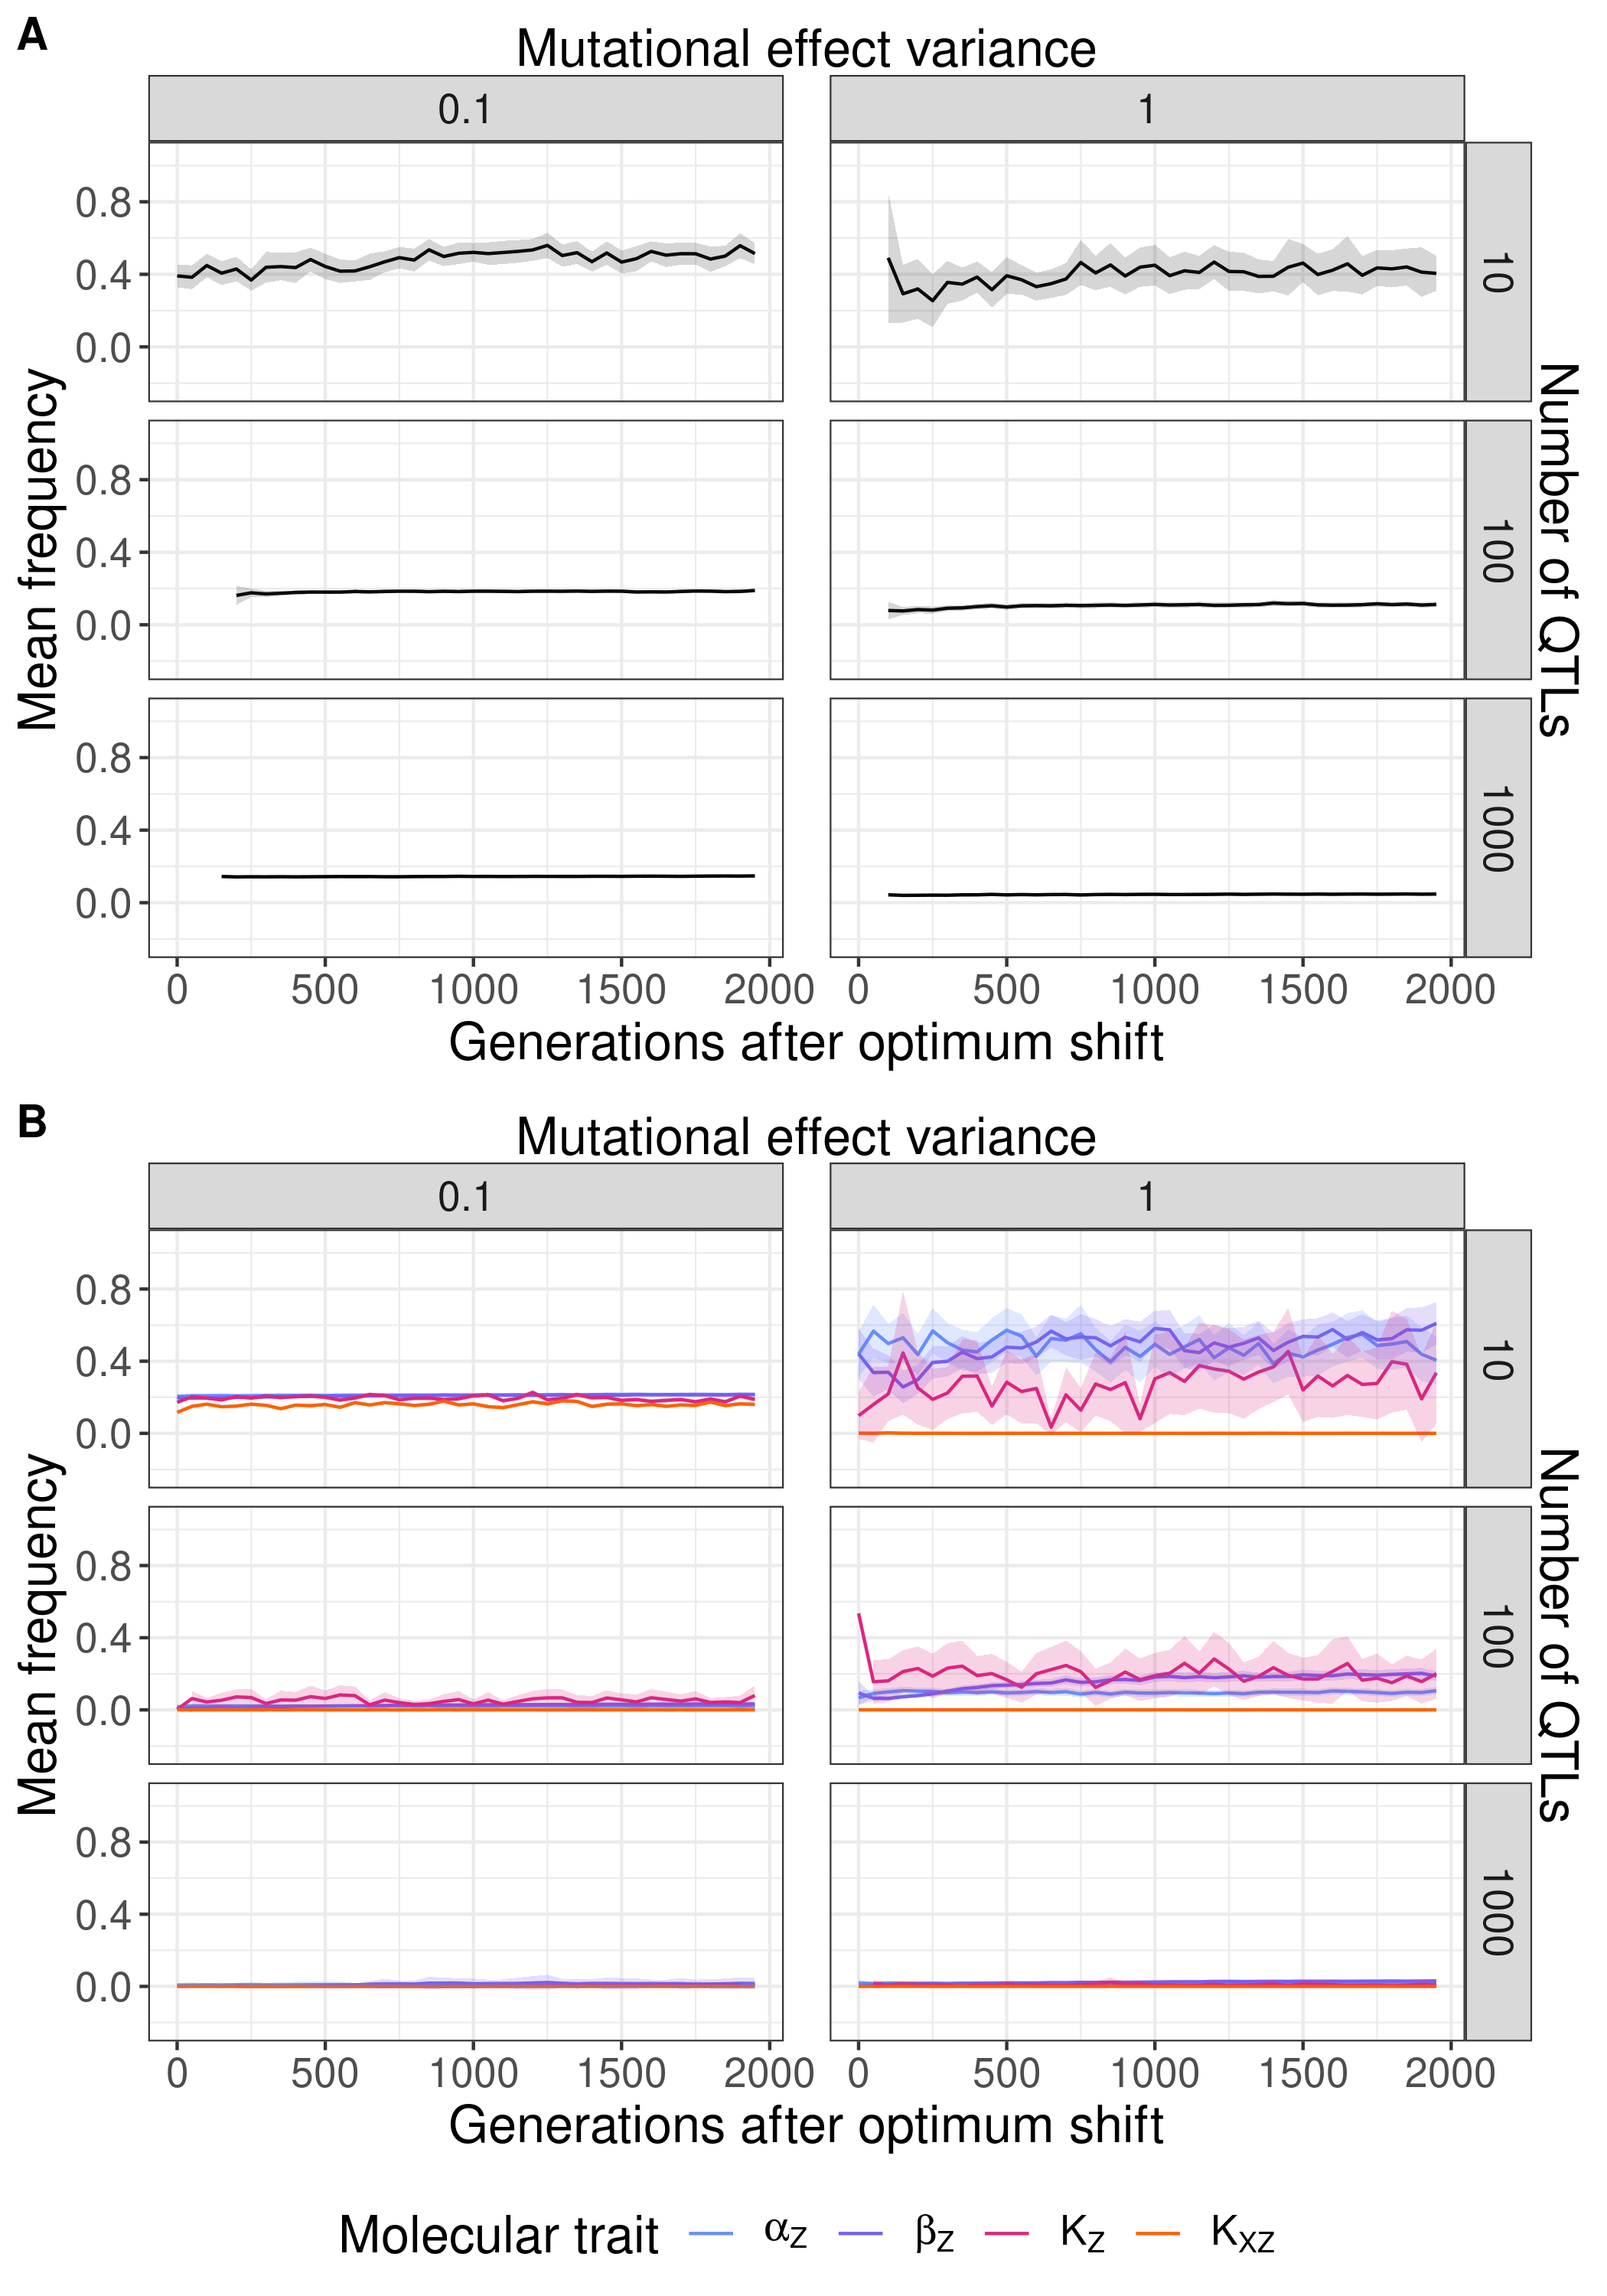 A
Mutational effect variance
0.1 1
0.8
0.4
0.0
10
0.8
0.4
0.0
100
0.8
0.4
0.0
1000
Mean frequency
Number of QTLs
0 500 1000 1500 2000 0 500 1000 1500 2000
Generations after optimum shift
B
Mutational effect variance
0.1 1
0.8
0.4
0.0
10
0.8
0.4
0.0
100
0.8
0.4
0.0
1000
Mean frequency
Number of QTLs
0 500 1000 1500 2000 0 500 1000 1500 2000
Generations after optimum shift
Molecular trait α_Z β_Z K_Z K_XZ